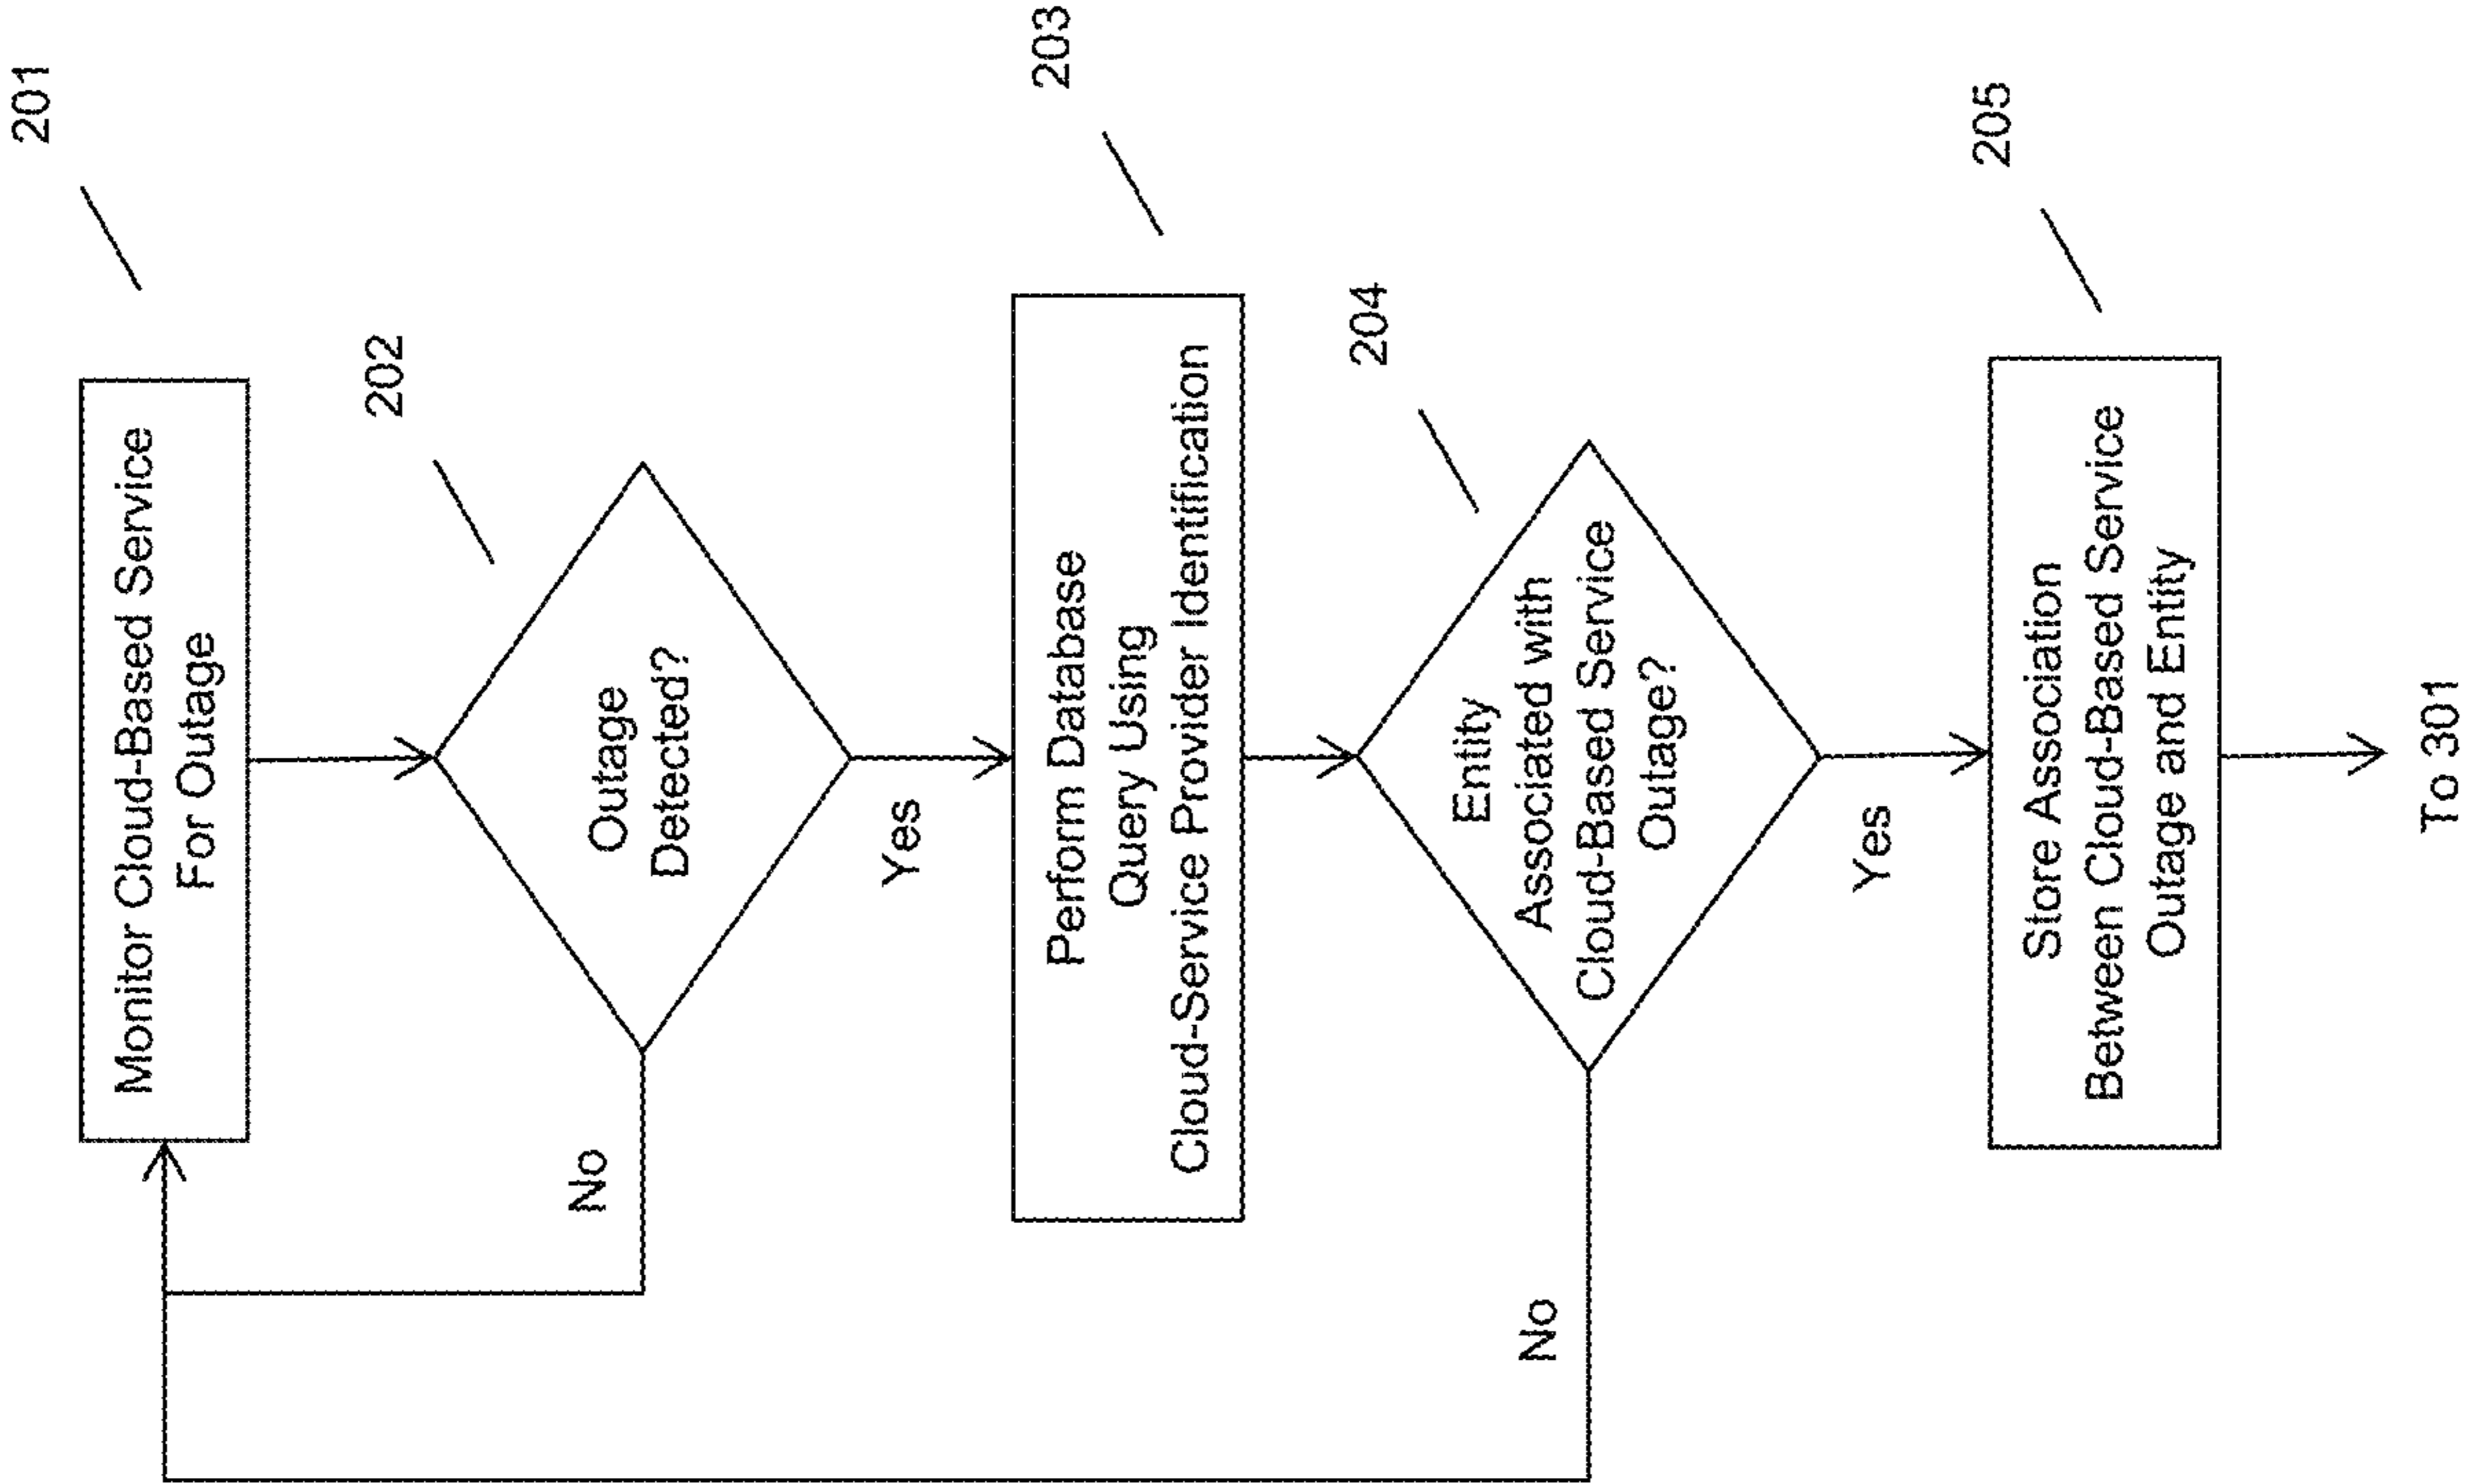 201
Monitor Cloud-Based Service
For Outage
202
Outage
Detected?
No
Yes
203
Perform Database
Query Using
Cloud-Service Provider Identification
204
Entity
Associated with
Cloud-Based Service
Outage?
No
Yes
205
Store Association
Between Cloud-Based Service
Outage and Entity
To 301